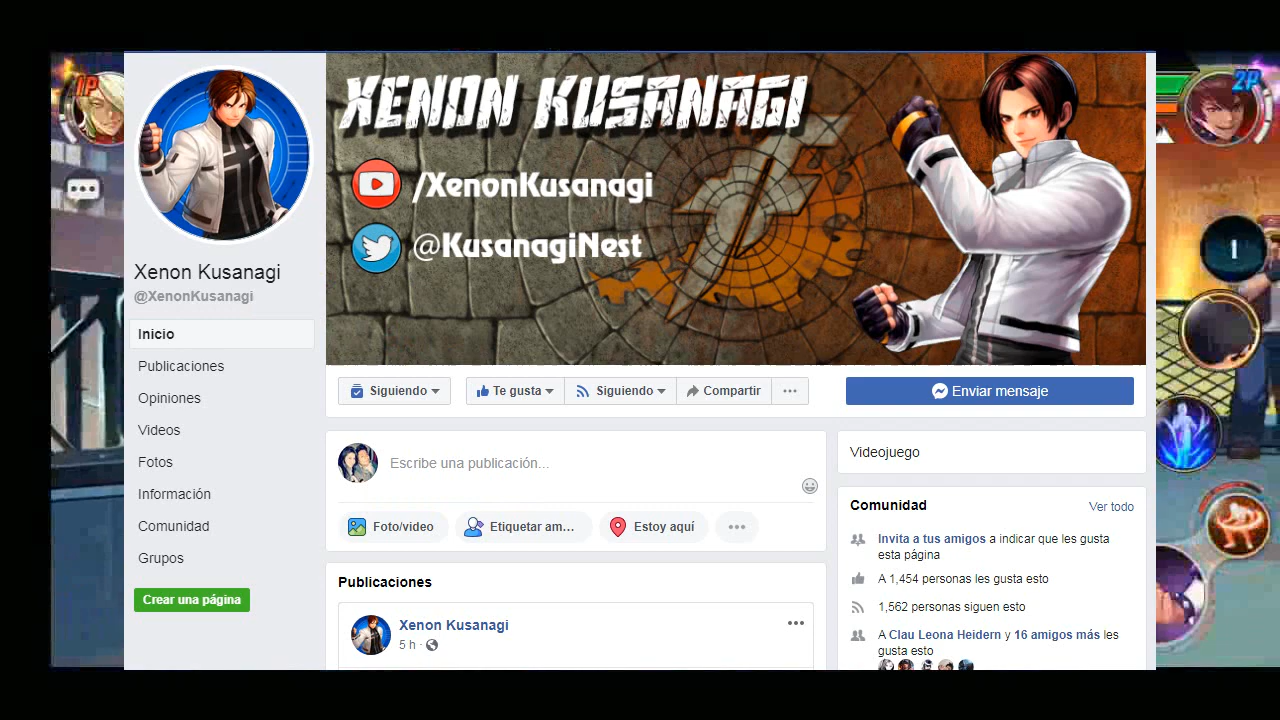 1P
2P
1
XENON KUSANAGI
/XenonKusanagi
@KusanagiNest
Xenon Kusanagi
@XenonKusanagi
Inicio
Publicaciones
Opiniones
Videos
Fotos
Información
Comunidad
Grupos
Crear una página
Siguiendo
Te gusta
Siguiendo
Compartir
Enviar mensaje
Escribe una publicación...
Foto/video
Etiquetar am...
Estoy aquí
Publicaciones
Xenon Kusanagi
5 h ·
Videojuego
Comunidad
Ver todo
Invita a tus amigos a indicar que les gusta
esta página
A 1,454 personas les gusta esto
1,562 personas siguen esto
A Clau Leona Heidern y 16 amigos más les
gusta esto